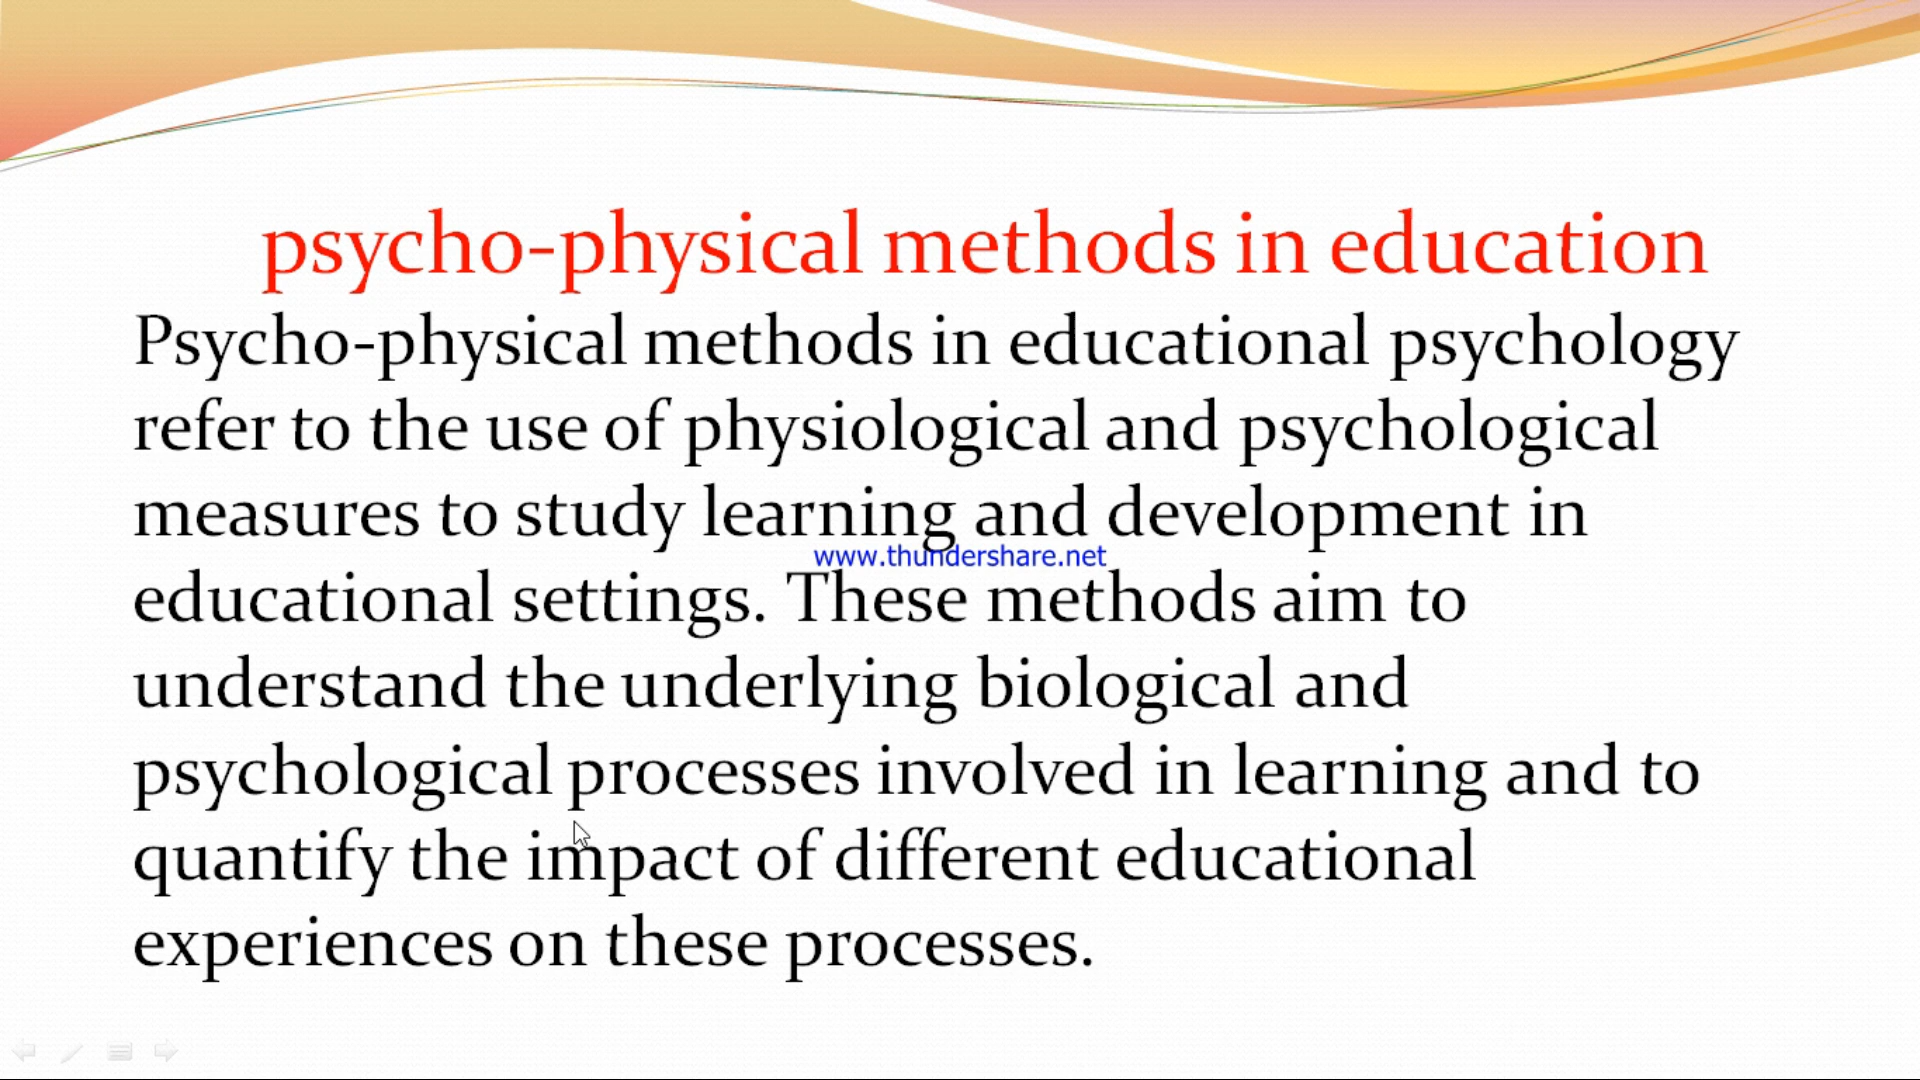 psycho-physical methods in education
Psycho-physical methods in educational psychology
refer to the use of physiological and psychological
measures to study learning and development in
www.thundershare.net
educational settings. These methods aim to
understand the underlying biological and
psychological processes involved in learning and to
quantify the impact of different educational
experiences on these processes.